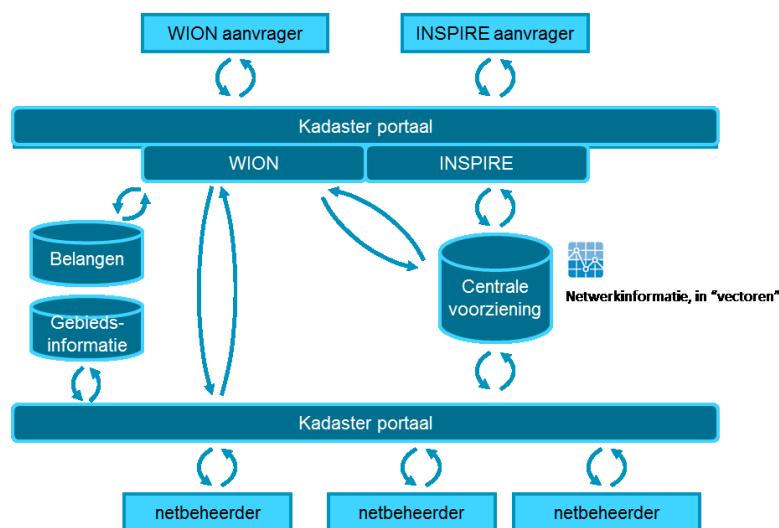 WION aanvrager
INSPIRE aanvrager
Kadaster portaal
WION
INSPIRE
Belangen
Gebieds-
informatie
Centrale
voorziening
Netwerkinformatie, in “vectoren”
Kadaster portaal
netbeheerder
netbeheerder
netbeheerder